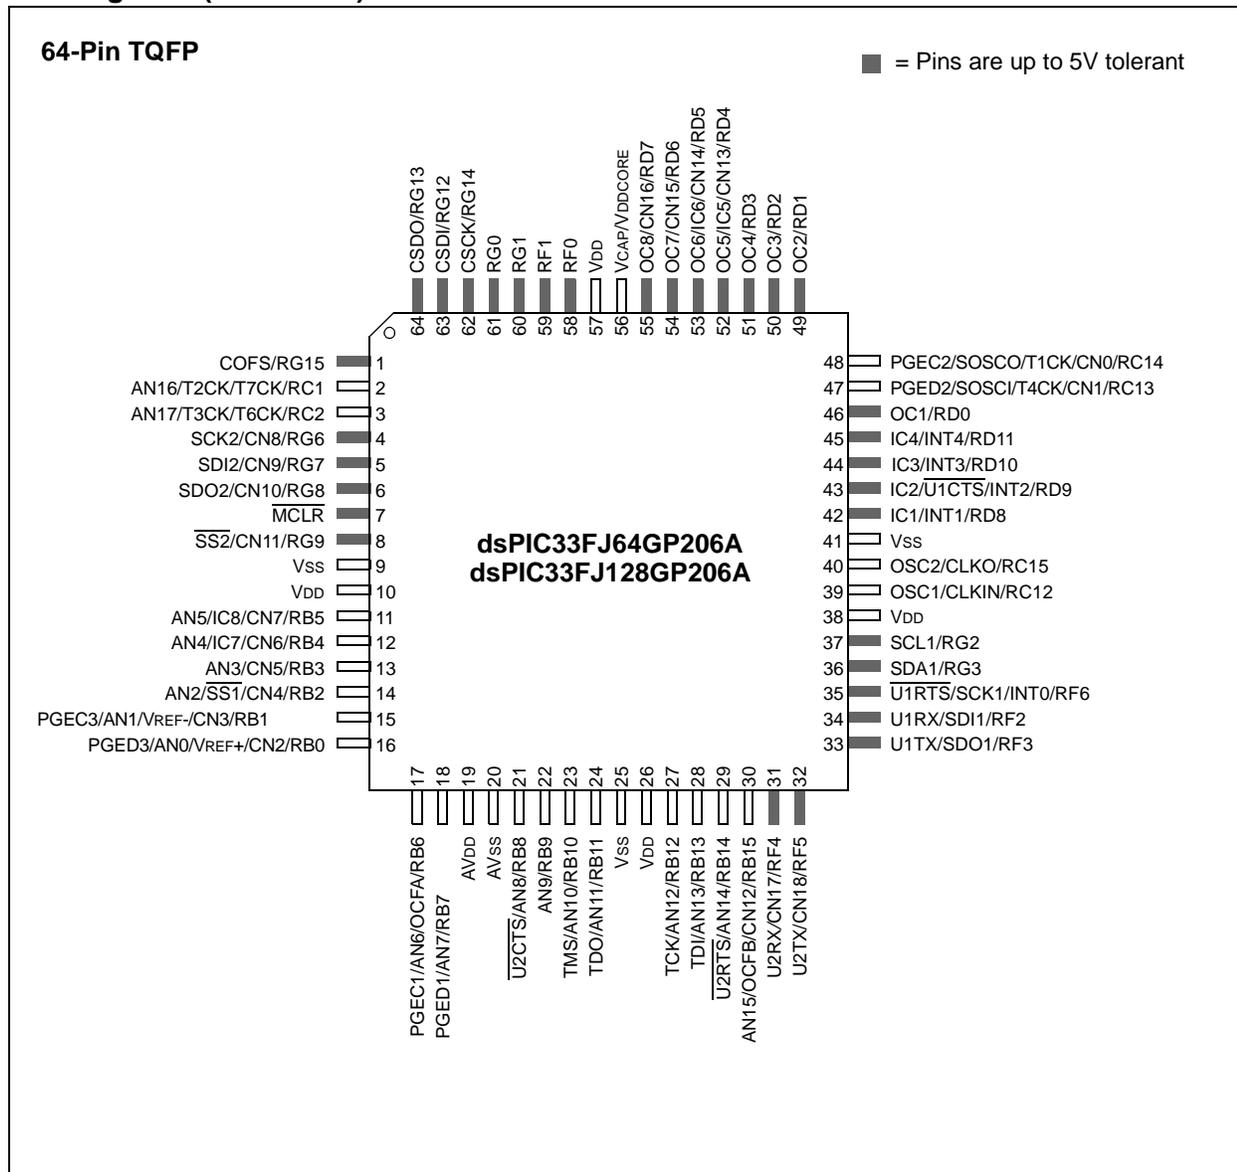 64-Pin TQFP
= Pins are up to 5V tolerant
CSDO/RG13
CSDI/RG12
CSCK/RG14
RG0
RG1
RF1
RF0
VDD
VCAP/VDDCORE
OC8/CN16/RD7
OC7/CN15/RD6
OC6/IC6/CN14/RD5
OC5/IC5/CN13/RD4
OC4/RD3
OC3/RD2
OC2/RD1
64
63
62
61
60
59
58
57
56
55
54
53
52
51
50
49
COFS/RG15 1
AN16/T2CK/T7CK/RC1 2
AN17/T3CK/T6CK/RC2 3
SCK2/CN8/RG6 4
SDI2/CN9/RG7 5
SDO2/CN10/RG8 6
MCLR 7
SS2/CN11/RG9 8
VSS 9
VDD 10
AN5/IC8/CN7/RB5 11
AN4/IC7/CN6/RB4 12
AN3/CN5/RB3 13
AN2/SS1/CN4/RB2 14
PGEC3/AN1/VREF-/CN3/RB1 15
PGED3/AN0/VREF+/CN2/RB0 16
dsPIC33FJ64GP206A
dsPIC33FJ128GP206A
48 PGEC2/SOSCO/T1CK/CN0/RC14
47 PGED2/SOSCI/T4CK/CN1/RC13
46 OC1/RD0
45 IC4/INT4/RD11
44 IC3/INT3/RD10
43 IC2/U1CTS/INT2/RD9
42 IC1/INT1/RD8
41 VSS
40 OSC2/CLKO/RC15
39 OSC1/CLKIN/RC12
38 VDD
37 SCL1/RG2
36 SDA1/RG3
35 U1RTS/SCK1/INT0/RF6
34 U1RX/SDI1/RF2
33 U1TX/SDO1/RF3
17
18
19
20
21
22
23
24
25
26
27
28
29
30
31
32
PGEC1/AN6/OCFA/RB6
PGED1/AN7/RB7
AVDD
AVSS
U2CTS/AN8/RB8
AN9/RB9
TMS/AN10/RB10
TDO/AN11/RB11
VSS
VDD
TCK/AN12/RB12
TDI/AN13/RB13
U2RTS/AN14/RB14
AN15/OCFB/CN12/RB15
U2RX/CN17/RF4
U2TX/CN18/RF5